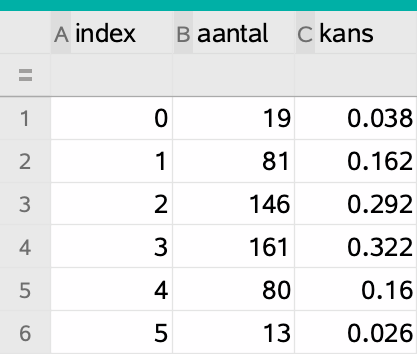 A index B aantal C kans
=
1 0 19 0.038
2 1 81 0.162
3 2 146 0.292
4 3 161 0.322
5 4 80 0.16
6 5 13 0.026